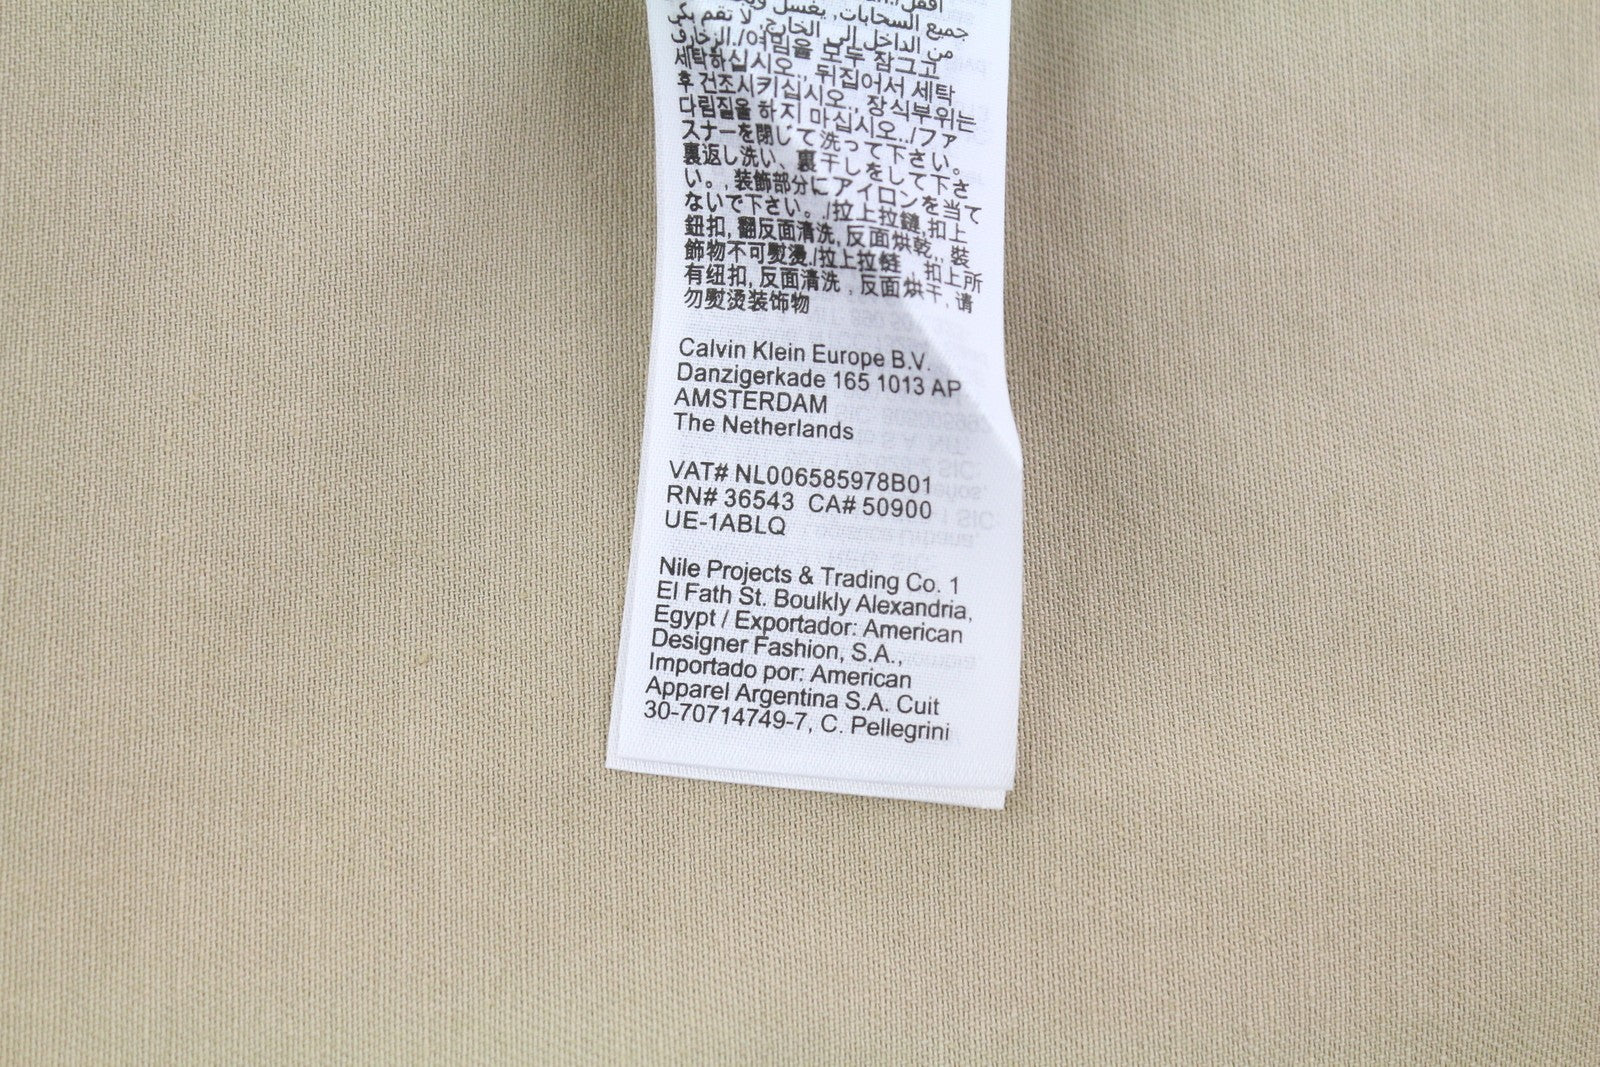 جميع السحابات, يغسل
من الداخل إلى الخارج, لا تقم بكي
الزخارف./여밈을 모두 잠그고
세탁하십시오., 뒤집어서 세탁
후 건조시키십시오., 장식부위는
다림질을 하지 마십시오../ファ
スナーを閉じて洗って下さい。
裏返し洗い、裏干しをして下さ
い。, 装飾部分にアイロンを当て
ないで下さい。/拉上拉鏈,扣上
鈕扣, 翻反面清洗, 反面烘乾,, 裝
飾物不可熨燙./拉上拉链, 扣上所
有纽扣, 反面清洗, 反面烘干, 请
勿熨烫装饰物
Calvin Klein Europe B.V.
Danzigerkade 165 1013 AP
AMSTERDAM
The Netherlands
VAT# NL006585978B01
RN# 36543 CA# 50900
UE-1ABLQ
Nile Projects & Trading Co. 1
El Fath St. Boulkly Alexandria,
Egypt / Exportador: American
Designer Fashion, S.A.,
Importado por: American
Apparel Argentina S.A. Cuit
30-70714749-7, C. Pellegrini